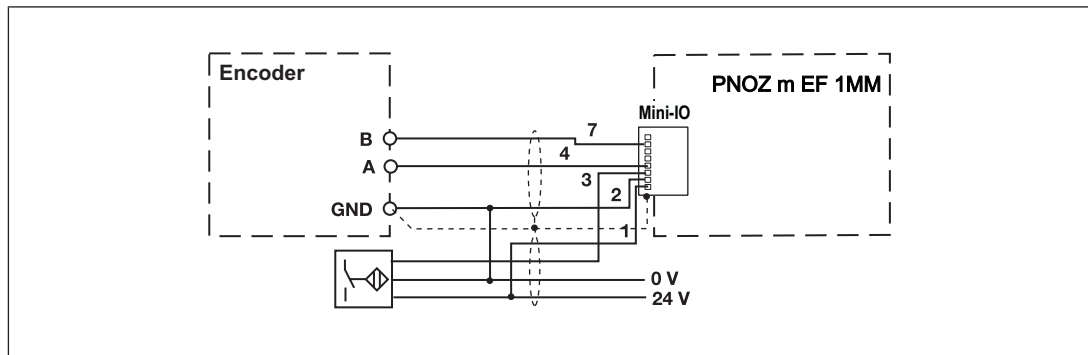 Encoder
PNOZ m EF 1MM
Mini-IO
B
7
A
4
3
2
GND
1
0 V
24 V